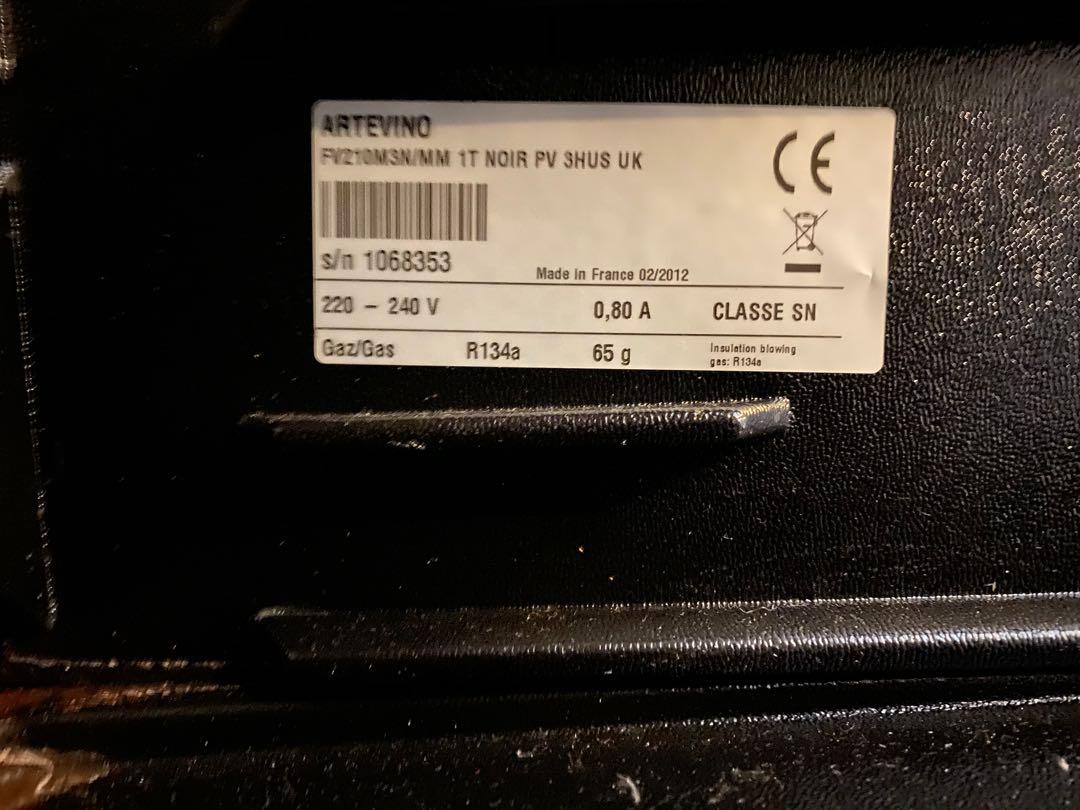 ARTEVINO
FV210M3N/MM 1T NOIR PV 3HUS UK
CE
s/n 1068353
Made in France 02/2012
220 - 240 V 0,80 A CLASSE SN
Gaz/Gas R134a 65 g Insulation blowing
gas: R134a